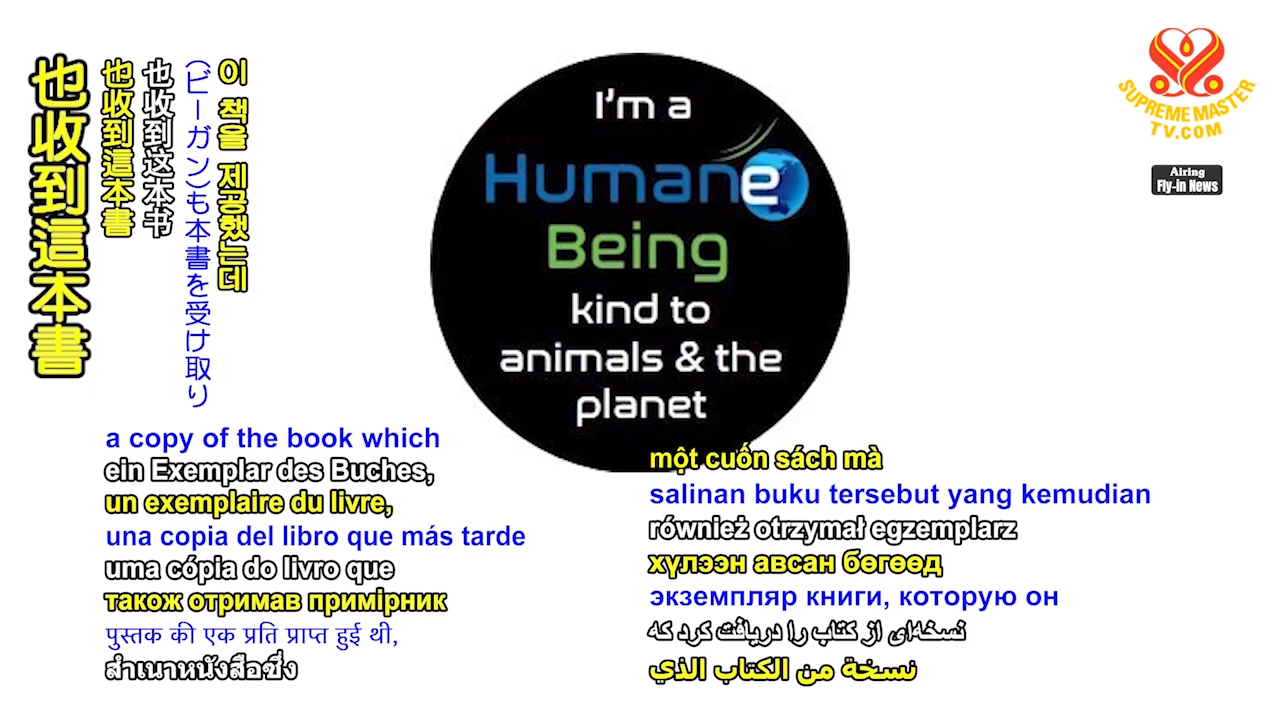 也收到這本書
也收到這本書
也收到这本书
(ビーガン)も本書を受け取り
이 책을 제공했는데
I'm a
Humane
Being
kind to
animals & the
planet
SUPREME MASTER
TV.COM
Airing
Fly-in News
a copy of the book which
ein Exemplar des Buches,
un exemplaire du livre,
una copia del libro que más tarde
uma cópia do livro que
також отримав примірник
पुस्तक की एक प्रति प्राप्त हुई थी,
สำเนาหนังสือซึ่ง
một cuốn sách mà
salinan buku tersebut yang kemudian
również otrzymał egzemplarz
хүлээн авсан бөгөөд
экземпляр книги, которую он
نسخه‌ای از کتاب را دریافت کرد که
نسخة من الكتاب الذي